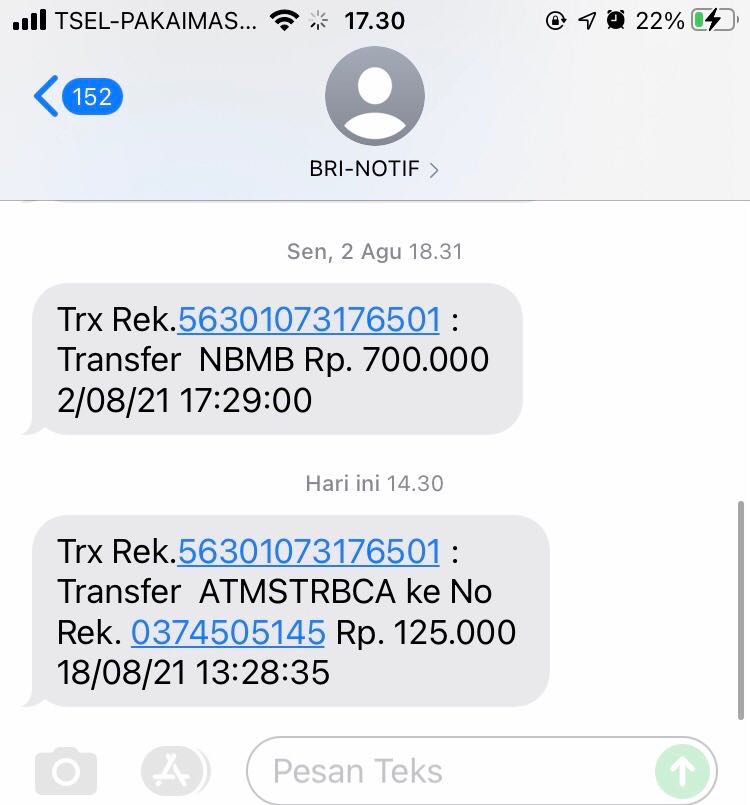 TSEL-PAKAIMAS... 17.30 22%
152
BRI-NOTIF
Sen, 2 Agu 18.31
Trx Rek.56301073176501 :
Transfer  NBMB Rp. 700.000
2/08/21 17:29:00
Hari ini 14.30
Trx Rek.56301073176501 :
Transfer  ATMSTRBCA ke No
Rek. 0374505145 Rp. 125.000
18/08/21 13:28:35
Pesan Teks